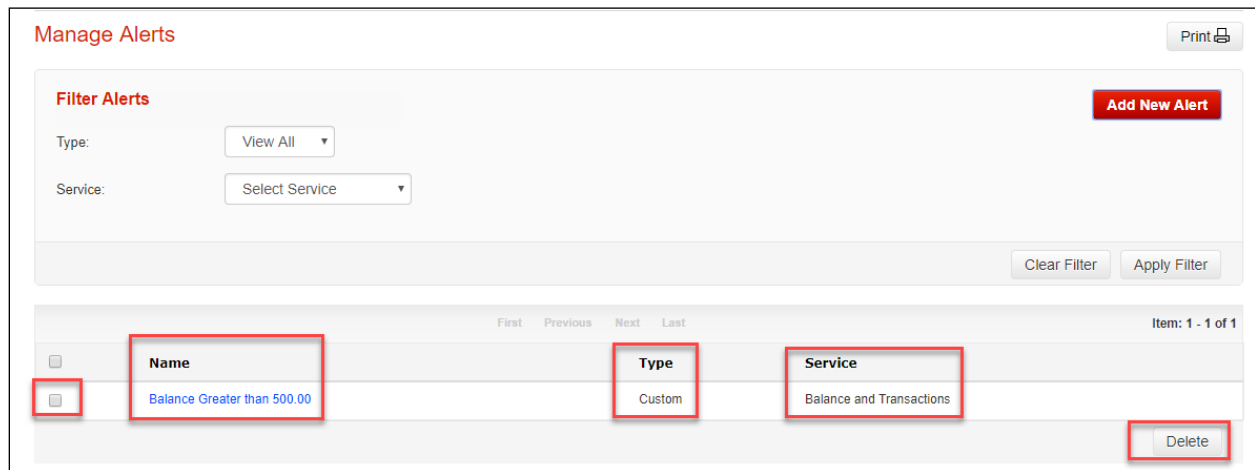 Manage Alerts
Print
Filter Alerts
Add New Alert
Type: View All
Service: Select Service
Clear Filter Apply Filter
First Previous Next Last Item: 1 - 1 of 1
Name Type Service
Balance Greater than 500.00 Custom Balance and Transactions
Delete